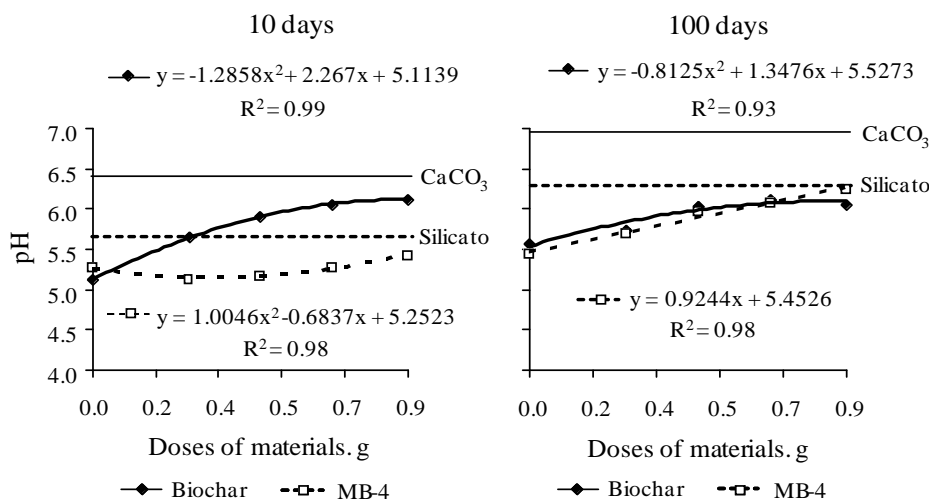 10 days
y = -1.2858x² + 2.267x + 5.1139
R² = 0.99
7.0
6.5
6.0
5.5
5.0
4.5
4.0
pH
CaCO₃
Silicato
y = 1.0046x² -0.6837x + 5.2523
R² = 0.98
0.0 0.2 0.4 0.5 0.7 0.9
Doses of materials. g
Biochar MB-4
100 days
y = -0.8125x² + 1.3476x + 5.5273
R² = 0.93
CaCO₃
Silicato
y = 0.9244x + 5.4526
R² = 0.98
0.0 0.2 0.4 0.5 0.7 0.9
Doses of materials. g
Biochar MB-4